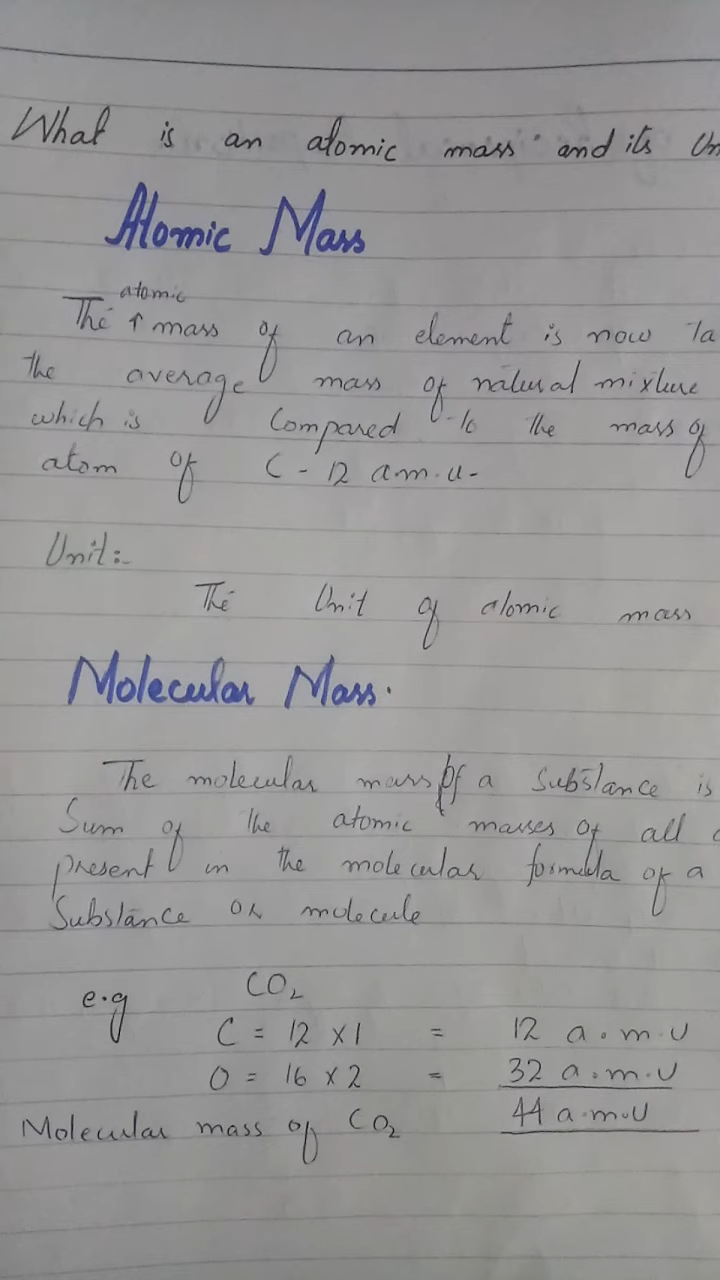 What is an atomic mass and its Un
Atomic Mass
atomic
The ↑ mass of an element is now ta
the average mass of natural mixture
which is Compared to the mass of
atom of C-12 a.m.u-
Unit:-
The Unit of atomic mass
Molecular Mass.
The molecular mass of a Substance is
Sum of the atomic masses of all
present in the molecular formula of a
Substance or molecule
e.g CO₂
C = 12 x 1 = 12 a.m.u
O = 16 x 2 = 32 a.m.u
Molecular mass of CO₂ 44 a.m.u